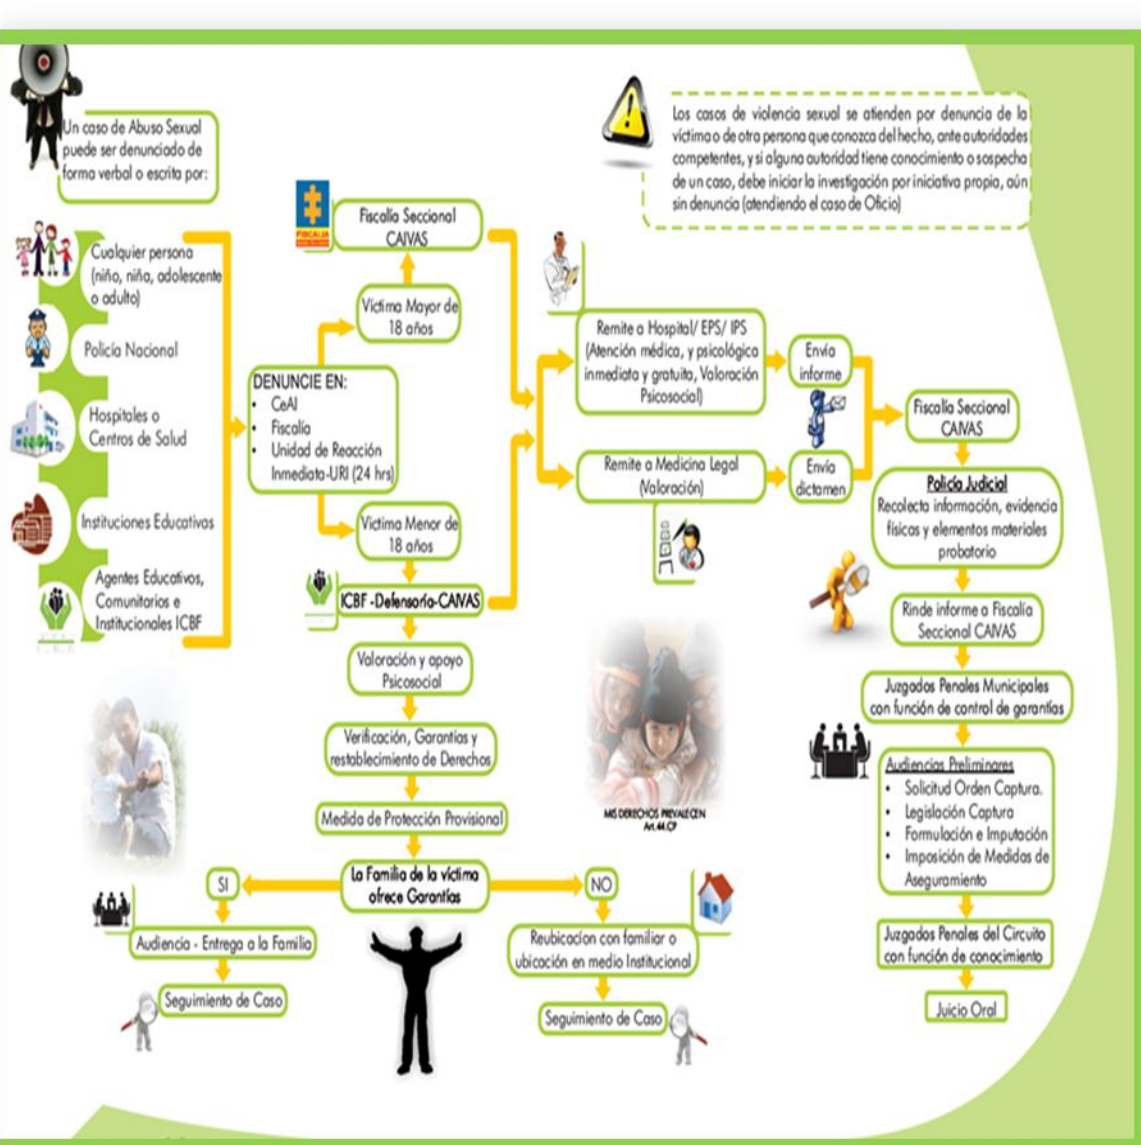 Un caso de Abuso Sexual
puede ser denunciado de
forma verbal o escrita por:
Los casos de violencia sexual se atienden por denuncia de la
víctima o de otra persona que conozca del hecho, ante autoridades
competentes, y si alguna autoridad tiene conocimiento o sospecha
de un caso, debe iniciar la investigación por iniciativa propia, aún
sin denuncia (atendiendo el caso de Oficio)
Cualquier persona
(niño, niña, adolescente
o adulto)
Policía Nacional
Hospitales o
Centros de Salud
Instituciones Educativas
Agentes Educativos,
Comunitarios e
Institucionales ICBF
DENUNCIE EN:
• CeAI
• Fiscalía
• Unidad de Reacción
Inmediata-URI (24 hrs)
FISCALIA
Fiscalía Seccional
CAIVAS
Víctima Mayor de
18 años
Víctima Menor de
18 años
ICBF -Defensoría-CAIVAS
Valoración y apoyo
Psicosocial
Verificación, Garantías y
restablecimiento de Derechos
Medida de Protección Provisional
La Familia de la víctima
ofrece Garantías
SI
Audiencia - Entrega a la Familia
Seguimiento de Caso
NO
Reubicacíon con familiar o
ubicación en medio Institucional
Seguimiento de Caso
Remite a Hospital/ EPS/ IPS
(Atención médica, y psicológica
inmediata y gratuita, Valoración
Psicosocial)
Envía
informe
Remite a Medicina Legal
(Valoración)
Envía
dictamen
MIS DERECHOS PREVALECEN
Art. 44 CP
Fiscalía Seccional
CAIVAS
Policía Judicial
Recolecta información, evidencia
físicas y elementos materiales
probatorio
Rinde informe a Fiscalía
Seccional CAIVAS
Juzgados Penales Municipales
con función de control de garantías
Audiencias Preliminares
• Solicitud Orden Captura.
• Legislación Captura
• Formulación e Imputación
• Imposición de Medidas de
Aseguramiento
Juzgados Penales del Circuito
con función de conocimiento
Juicio Oral